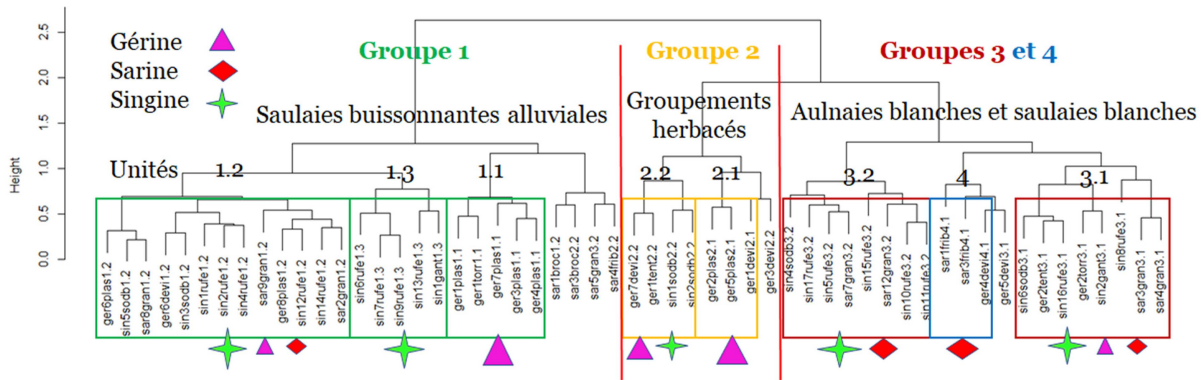 Groupe 1
Groupe 2
Groupes 3 et 4
Gérine
Sarine
Singine
Saulaies buissonnantes alluviales
Groupements
herbacés
Aulnaies blanches et saulaies blanches
Unités
1.2
1.3
1.1
2.2
2.1
3.2
4
3.1
Height
2.5
2.0
1.5
1.0
0.5
0.0
ger6plas1.2
sin5sodb1.2
sar8gran1.2
ger6devi1.2
sin3sodb1.2
sin1rufe1.2
sin2rufe1.2
sin4rufe1.2
sar9gran1.2
ger8plas1.2
sin12rufe1.2
sin14rufe1.2
sar2gran1.2
sin6rufe1.3
sin7rufe1.3
sin9rufe1.3
sin13rufe1.3
sin1gant1.3
ger1plas1.1
ger1torr1.1
ger7plas1.1
ger3plas1.1
ger4plas1.1
sar1broc1.2
sar3broc2.2
sar5gran3.2
sar4frib2.2
ger7devi2.2
ger1tent2.2
sin1sodb2.2
sin2sodb2.2
ger2plas2.1
ger5plas2.1
ger1devi2.2
ger3devi2.2
sin4sodb3.2
sin17rufe3.2
sin5rufe3.2
sar7gran3.2
sin15rufe3.2
sar12gran3.2
sin10rufe3.2
sin11rufe3.2
sar1frib4.1
sar3frib4.1
ger4devi4.1
ger5devi3.1
sin6sodb3.1
ger2tent3.1
sin16rufe3.1
ger2torr3.1
sin2gant3.1
sin8rufe3.1
sar3gran3.1
sar4gran3.1